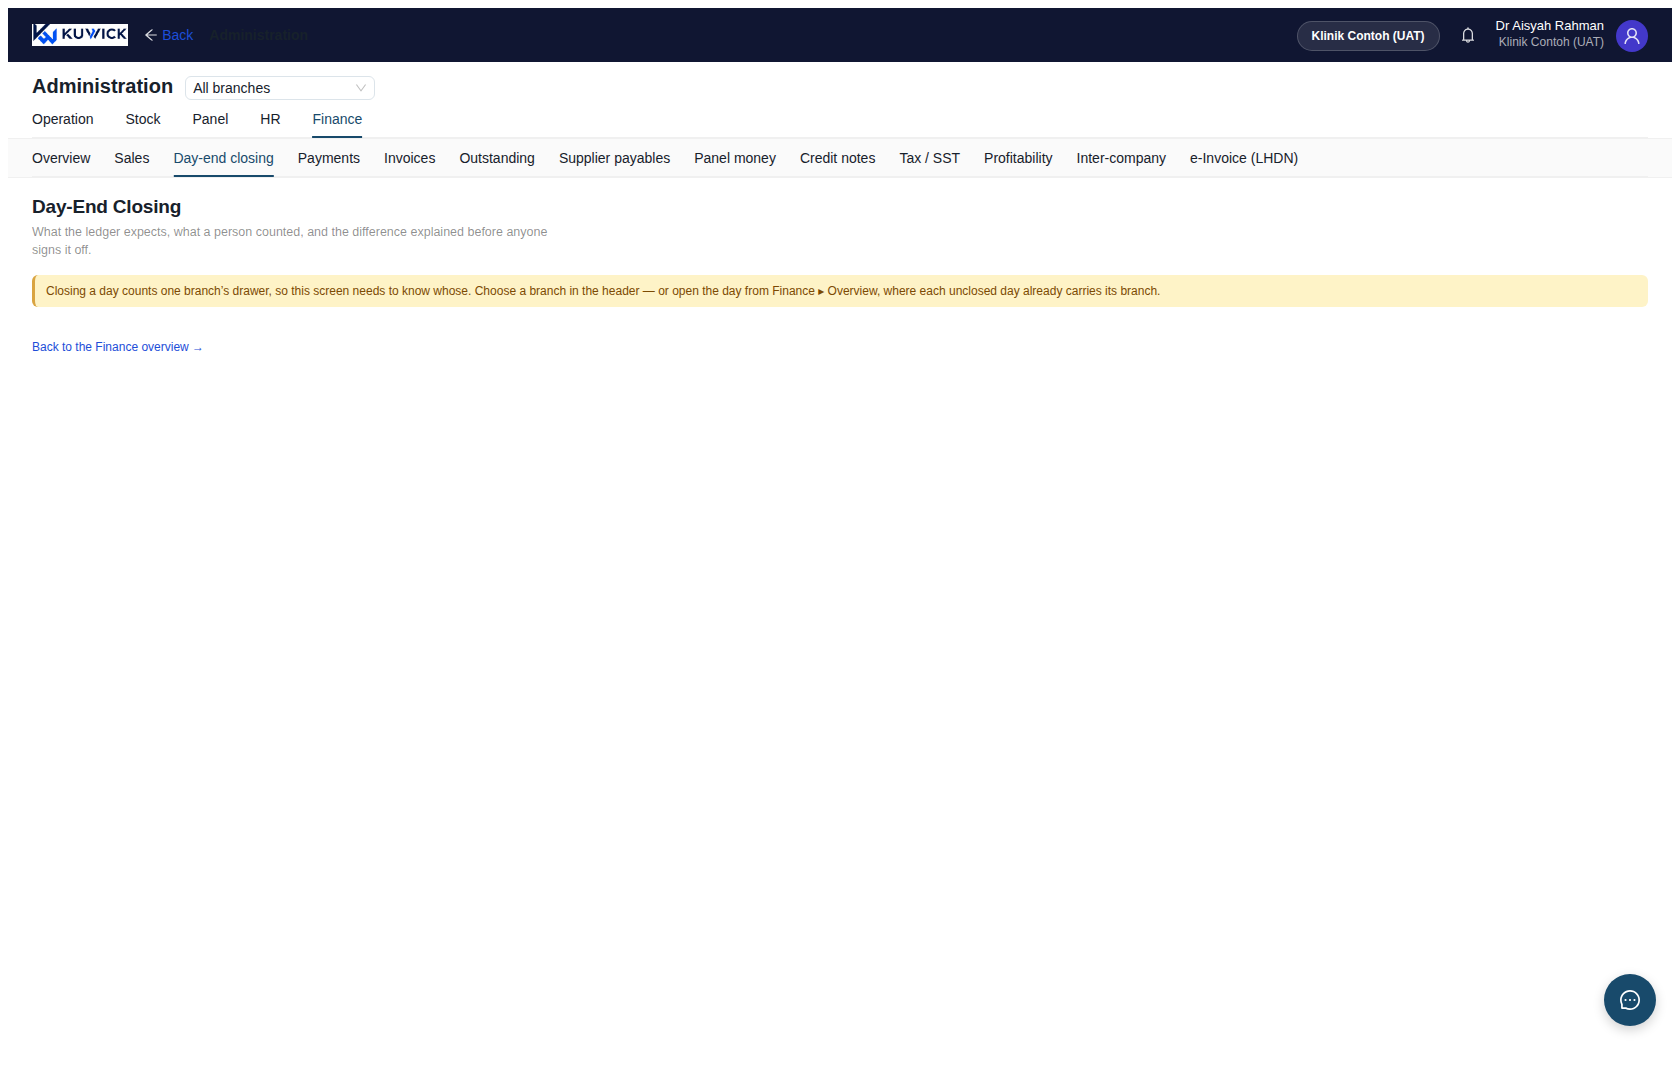 KUWICK
Back
Administration
Klinik Contoh (UAT)
Dr Aisyah Rahman
Klinik Contoh (UAT)
Administration
All branches
Operation Stock Panel HR Finance
Overview Sales Day-end closing Payments Invoices Outstanding Supplier payables Panel money Credit notes Tax / SST Profitability Inter-company e-Invoice (LHDN)
Day-End Closing
What the ledger expects, what a person counted, and the difference explained before anyone
signs it off.
Closing a day counts one branch’s drawer, so this screen needs to know whose. Choose a branch in the header — or open the day from Finance ▸ Overview, where each unclosed day already carries its branch.
Back to the Finance overview →